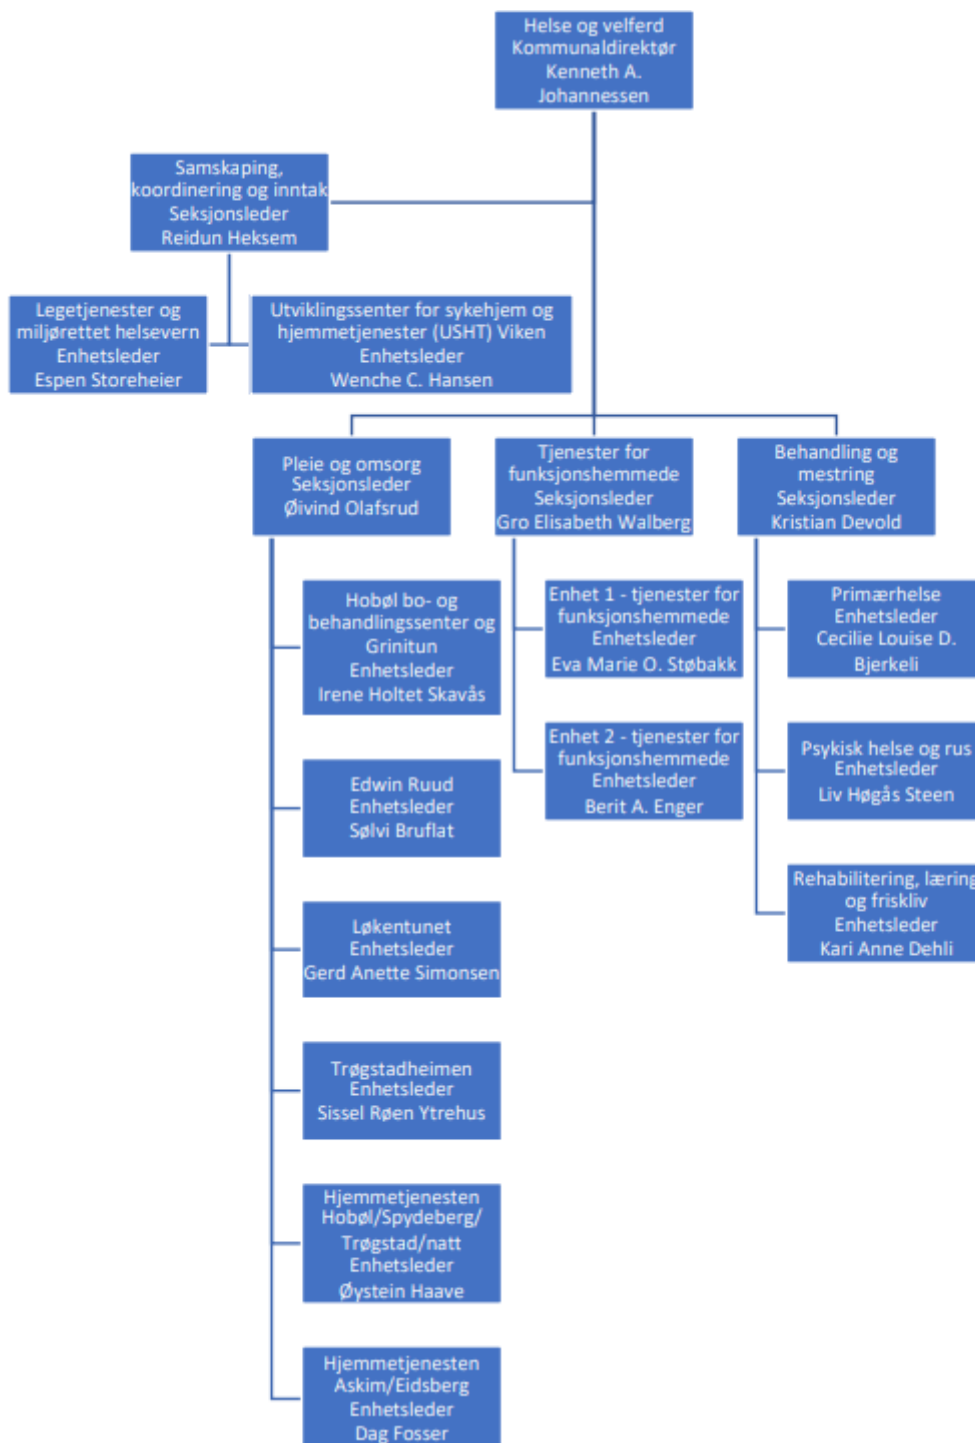 Helse og velferd
Kommunaldirektør
Kenneth A.
Johannessen
Samskaping,
koordinering og inntak
Seksjonsleder
Reidun Heksem
Legetjenester og
miljørettet helsevern
Enhetsleder
Espen Storeheier
Utviklingssenter for sykehjem og
hjemmetjenester (USHT) Viken
Enhetsleder
Wenche C. Hansen
Pleie og omsorg
Seksjonsleder
Øivind Olafsrud
Hobøl bo- og
behandlingssenter og
Grinitun
Enhetsleder
Irene Holtet Skavås
Edwin Ruud
Enhetsleder
Sølvi Bruflat
Løkentunet
Enhetsleder
Gerd Anette Simonsen
Trøgstadheimen
Enhetsleder
Sissel Røen Ytrehus
Hjemmetjenesten
Hobøl/Spydeberg/
Trøgstad/natt
Enhetsleder
Øystein Haave
Hjemmetjenesten
Askim/Eidsberg
Enhetsleder
Dag Fosser
Tjenester for
funksjonshemmede
Seksjonsleder
Gro Elisabeth Walberg
Enhet 1 - tjenester for
funksjonshemmede
Enhetsleder
Eva Marie O. Støbakk
Enhet 2 - tjenester for
funksjonshemmede
Enhetsleder
Berit A. Enger
Behandling og
mestring
Seksjonsleder
Kristian Devold
Primærhelse
Enhetsleder
Cecilie Louise D.
Bjerkeli
Psykisk helse og rus
Enhetsleder
Liv Høgås Steen
Rehabilitering, læring
og friskliv
Enhetsleder
Kari Anne Dehli